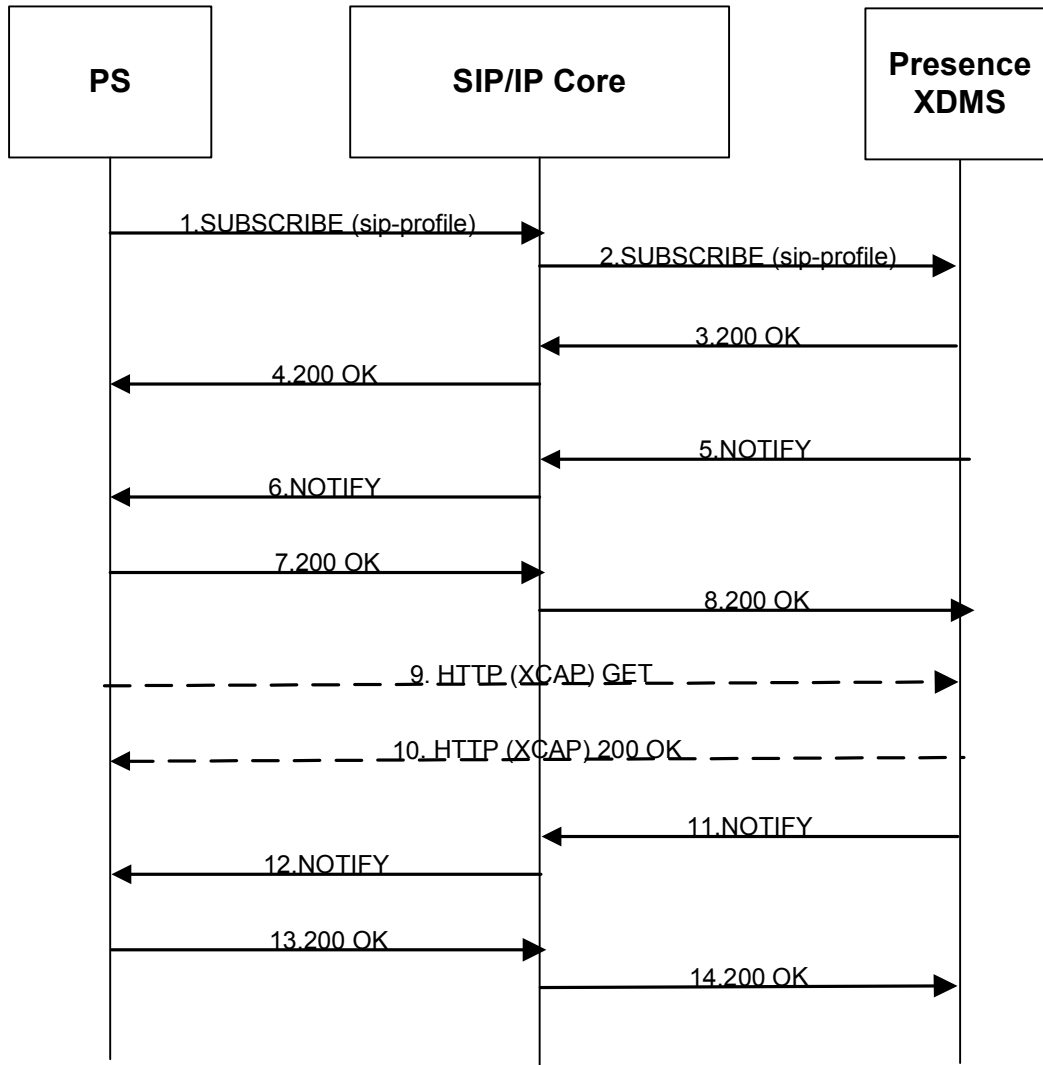 PS
SIP/IP Core
Presence
XDMS
1.SUBSCRIBE (sip-profile)
2.SUBSCRIBE (sip-profile)
3.200 OK
4.200 OK
5.NOTIFY
6.NOTIFY
7.200 OK
8.200 OK
9. HTTP (XCAP) GET
10. HTTP (XCAP) 200 OK
11.NOTIFY
12.NOTIFY
13.200 OK
14.200 OK